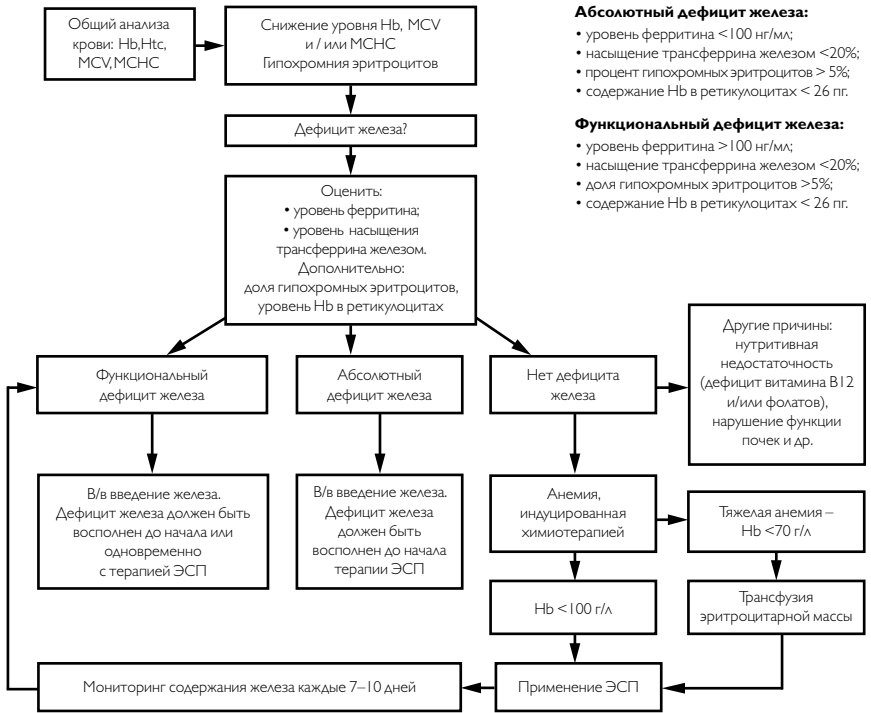 Общий анализа
крови: Hb,Htc,
MCV,MCHC
Снижение уровня Hb, MCV
и / или MCHC
Гипохромния эритроцитов
Абсолютный дефицит железа:
• уровень ферритина <100 нг/мл;
• насыщение трансферрина железом <20%;
• процент гипохромных эритроцитов > 5%;
• содержание Hb в ретикулоцитах < 26 пг.
Функциональный дефицит железа:
• уровень ферритина >100 нг/мл;
• насыщение трансферрина железом <20%;
• доля гипохромных эритроцитов >5%;
• содержание Hb в ретикулоцитах < 26 пг.
Дефицит железа?
Оценить:
• уровень ферритина;
• уровень насыщения
трансферрина железом.
Дополнительно:
доля гипохромных эритроцитов,
уровень Hb в ретикулоцитах
Функциональный
дефицит железа
Абсолютный
дефицит железа
Нет дефицита
железа
Другие причины:
нутритивная
недостаточность
(дефицит витамина B12
и/или фолатов),
нарушение функции
почек и др.
В/в введение железа.
Дефицит железа должен быть
восполнен до начала или
одновременно
с терапией ЭСП
В/в введение железа.
Дефицит железа
должен быть
восполнен до начала
терапии ЭСП
Анемия,
индуцированная
химиотерапией
Тяжелая анемия –
Hb <70 г/л
Hb <100 г/л
Трансфузия
эритроцитарной массы
Мониторинг содержания железа каждые 7–10 дней
Применение ЭСП